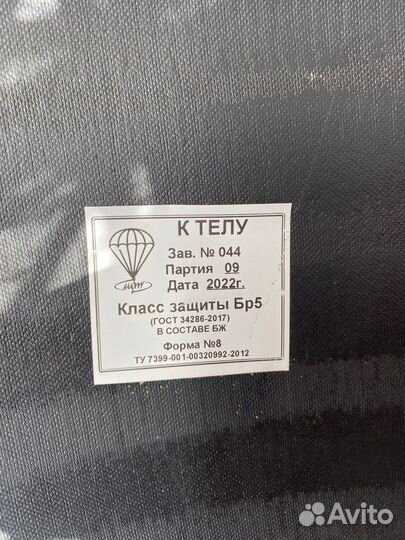 К ТЕЛУ
Зав. № 044
Партия 09
Дата 2022г.
Класс защиты Бр5
(ГОСТ 34286-2017)
В СОСТАВЕ БЖ
Форма №8
ТУ 7399-001-00320992-2012
Avito